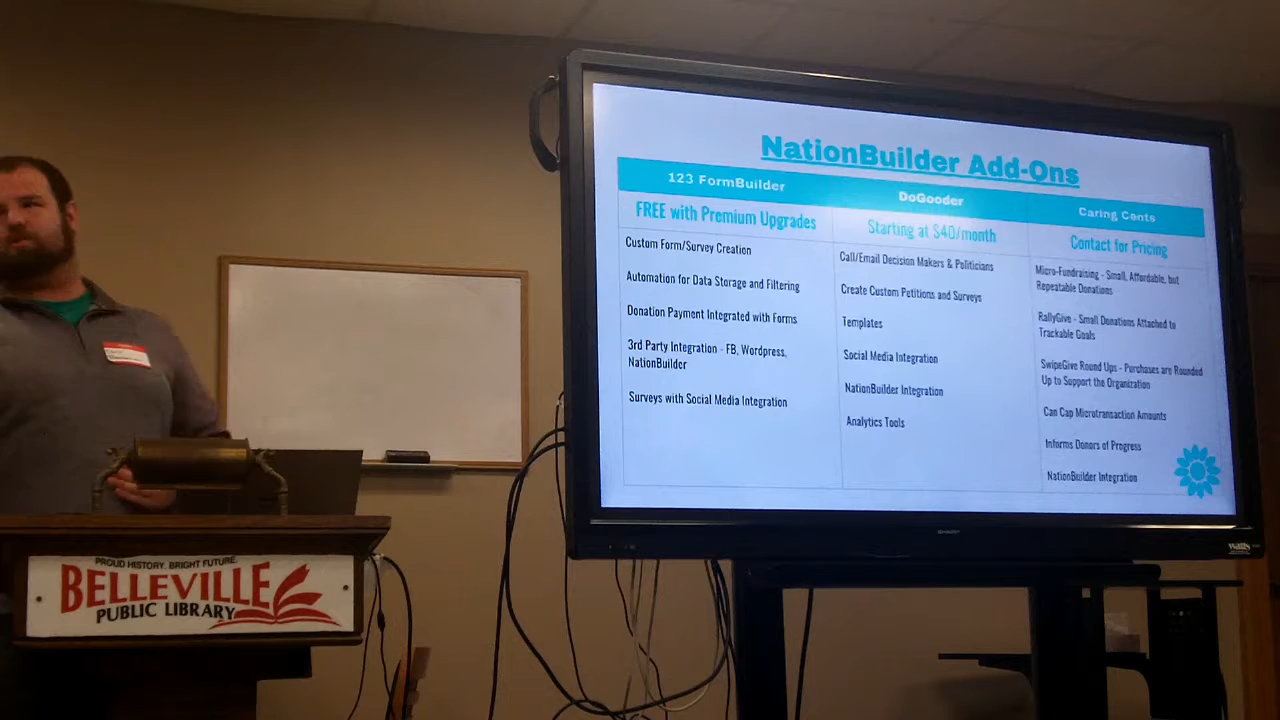 NationBuilder Add-Ons
123 FormBuilder
FREE with Premium Upgrades
Custom Form/Survey Creation
Automation for Data Storage and Filtering
Donation Payment Integrated with Forms
3rd Party Integration - FB, Wordpress,
NationBuilder
Surveys with Social Media Integration
DoGooder
Starting at $40/month
Call/Email Decision Makers & Politicians
Create Custom Petitions and Surveys
Templates
Social Media Integration
NationBuilder Integration
Analytics Tools
Caring Cents
Contact for Pricing
Micro-Fundraising - Small, Affordable, but
Repeatable Donations
RallyGive - Small Donations Attached to
Trackable Goals
SwipeGive Round Ups - Purchases are Rounded
Up to Support the Organization
Can Cap Microtransaction Amounts
Informs Donors of Progress
NationBuilder Integration
SHARP
watts
PROUD HISTORY. BRIGHT FUTURE.
BELLEVILLE
PUBLIC LIBRARY